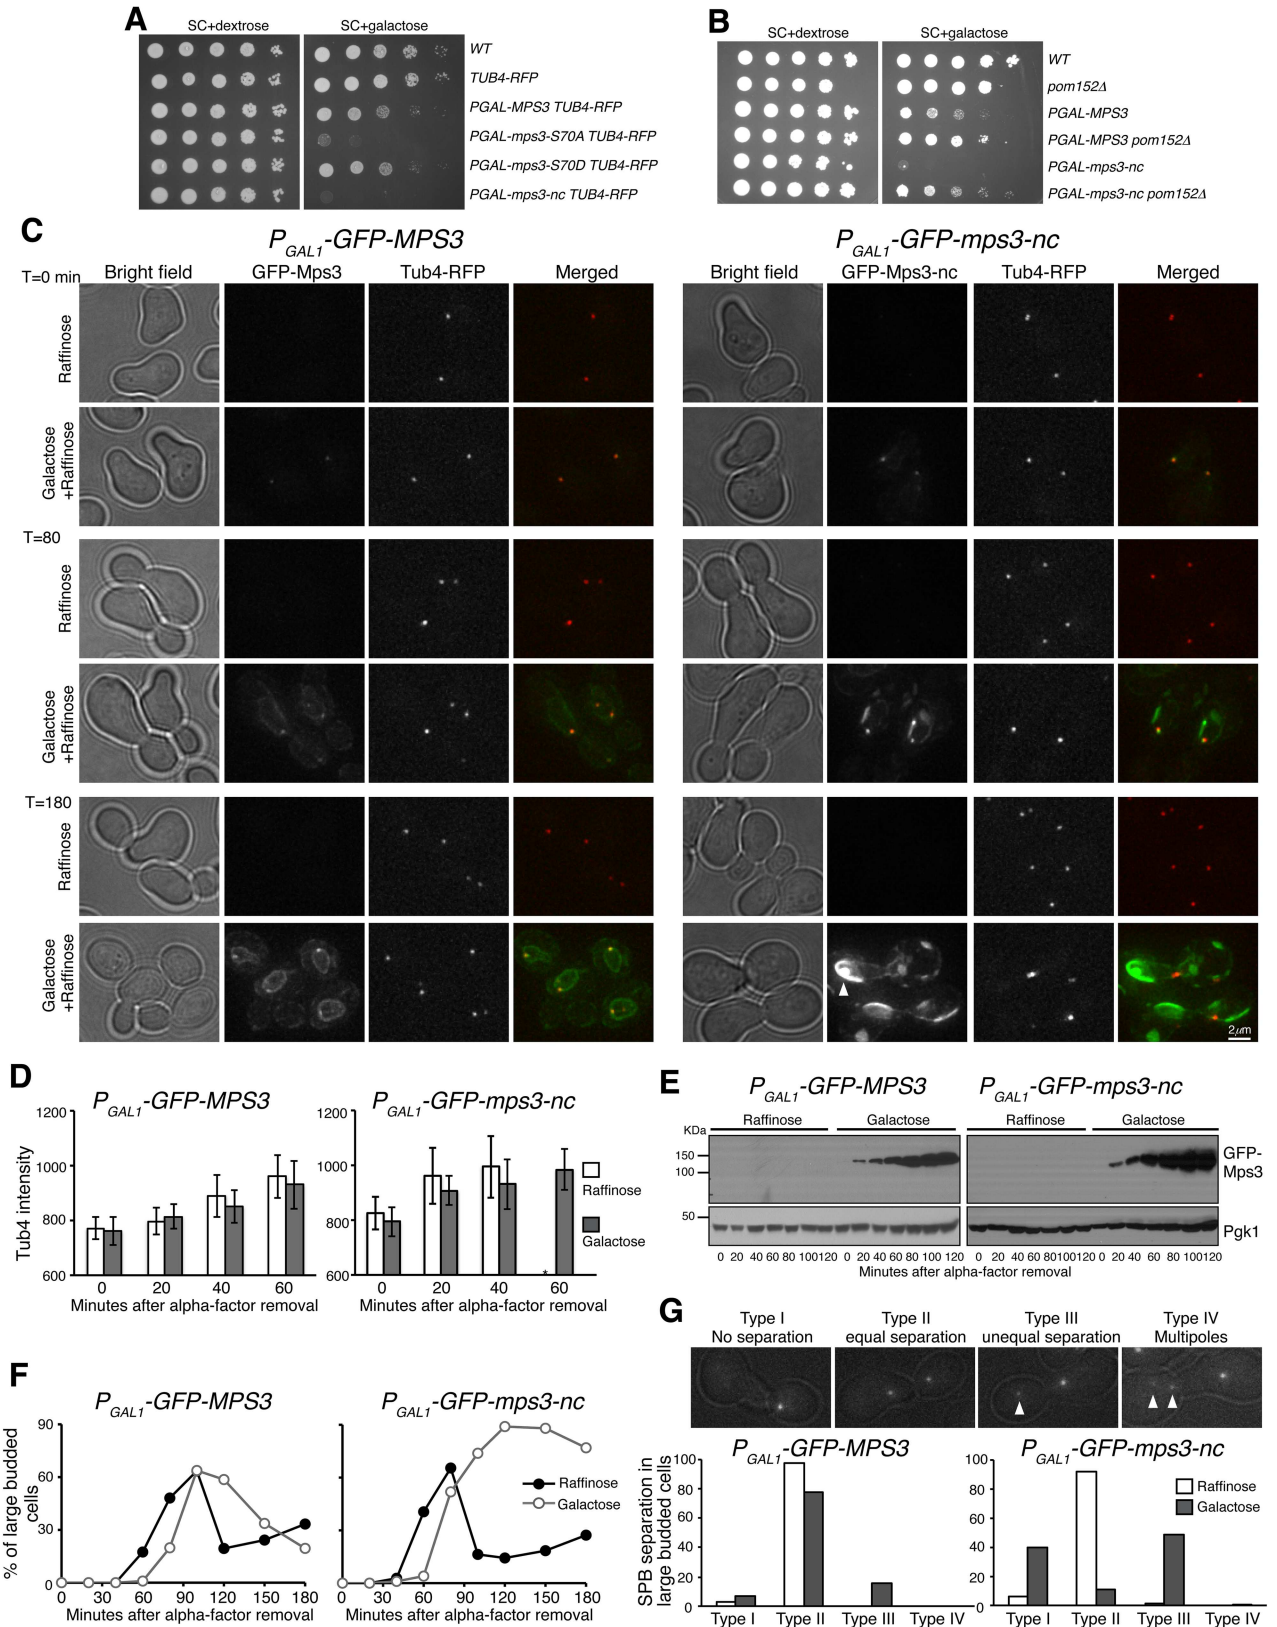 A
SC+dextrose SC+galactose
WT
TUB4-RFP
PGAL-MPS3 TUB4-RFP
PGAL-mps3-S70A TUB4-RFP
PGAL-mps3-S70D TUB4-RFP
PGAL-mps3-nc TUB4-RFP
B
SC+dextrose SC+galactose
WT
pom152Δ
PGAL-MPS3
PGAL-MPS3 pom152Δ
PGAL-mps3-nc
PGAL-mps3-nc pom152Δ
C
PGAL1-GFP-MPS3 PGAL1-GFP-mps3-nc
Bright field GFP-Mps3 Tub4-RFP Merged Bright field GFP-Mps3-nc Tub4-RFP Merged
T=0 min
Raffinose
Galactose
+Raffinose
T=80
Raffinose
Galactose
+Raffinose
T=180
Raffinose
Galactose
+Raffinose
2μm
D
PGAL1-GFP-MPS3 PGAL1-GFP-mps3-nc
Tub4 intensity
1200 1200
1000 1000
800 800
600 600
*
0 20 40 60 0 20 40 60
Minutes after alpha-factor removal Minutes after alpha-factor removal
Raffinose
Galactose
E
PGAL1-GFP-MPS3 PGAL1-GFP-mps3-nc
Raffinose Galactose Raffinose Galactose
KDa
150
100
50
GFP-
Mps3
Pgk1
0 20 40 60 80 100120 0 20 40 60 80 100 120 0 20 40 60 80100120 0 20 40 60 80 100120
Minutes after alpha-factor removal Minutes after alpha-factor removal
F
PGAL1-GFP-MPS3 PGAL1-GFP-mps3-nc
% of large budded
cells
90
60
30
0
Raffinose
Galactose
0 30 60 90 120 150 180 0 30 60 90 120 150 180
Minutes after alpha-factor removal Minutes after alpha-factor removal
G
Type I Type II Type III Type IV
No separation equal separation unequal separation Multipoles
PGAL1-GFP-MPS3 PGAL1-GFP-mps3-nc
SPB separation in
large budded cells
100 100
80 80
60 60
40 40
20 20
0 0
Raffinose
Galactose
Type I Type II Type III Type IV Type I Type II Type III Type IV